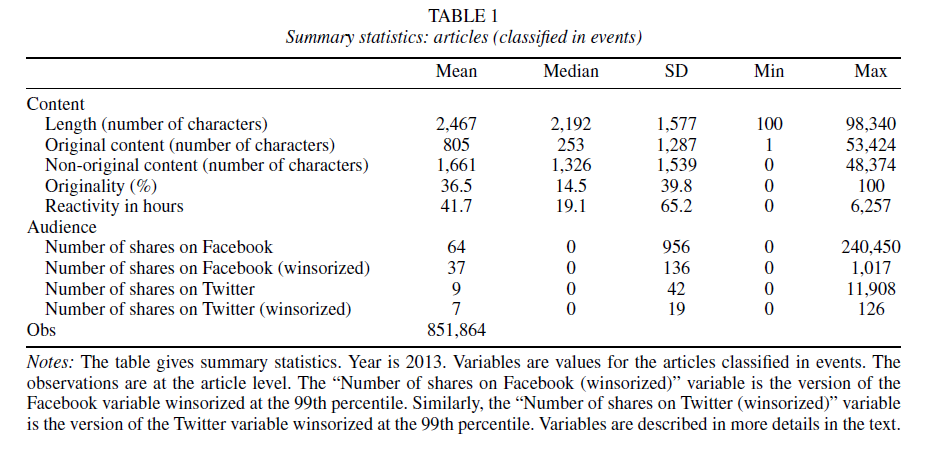 TABLE 1
Summary statistics: articles (classified in events)
Mean Median SD Min Max
Content
Length (number of characters) 2,467 2,192 1,577 100 98,340
Original content (number of characters) 805 253 1,287 1 53,424
Non-original content (number of characters) 1,661 1,326 1,539 0 48,374
Originality (%) 36.5 14.5 39.8 0 100
Reactivity in hours 41.7 19.1 65.2 0 6,257
Audience
Number of shares on Facebook 64 0 956 0 240,450
Number of shares on Facebook (winsorized) 37 0 136 0 1,017
Number of shares on Twitter 9 0 42 0 11,908
Number of shares on Twitter (winsorized) 7 0 19 0 126
Obs 851,864
Notes: The table gives summary statistics. Year is 2013. Variables are values for the articles classified in events. The
observations are at the article level. The “Number of shares on Facebook (winsorized)” variable is the version of the
Facebook variable winsorized at the 99th percentile. Similarly, the “Number of shares on Twitter (winsorized)” variable
is the version of the Twitter variable winsorized at the 99th percentile. Variables are described in more details in the text.